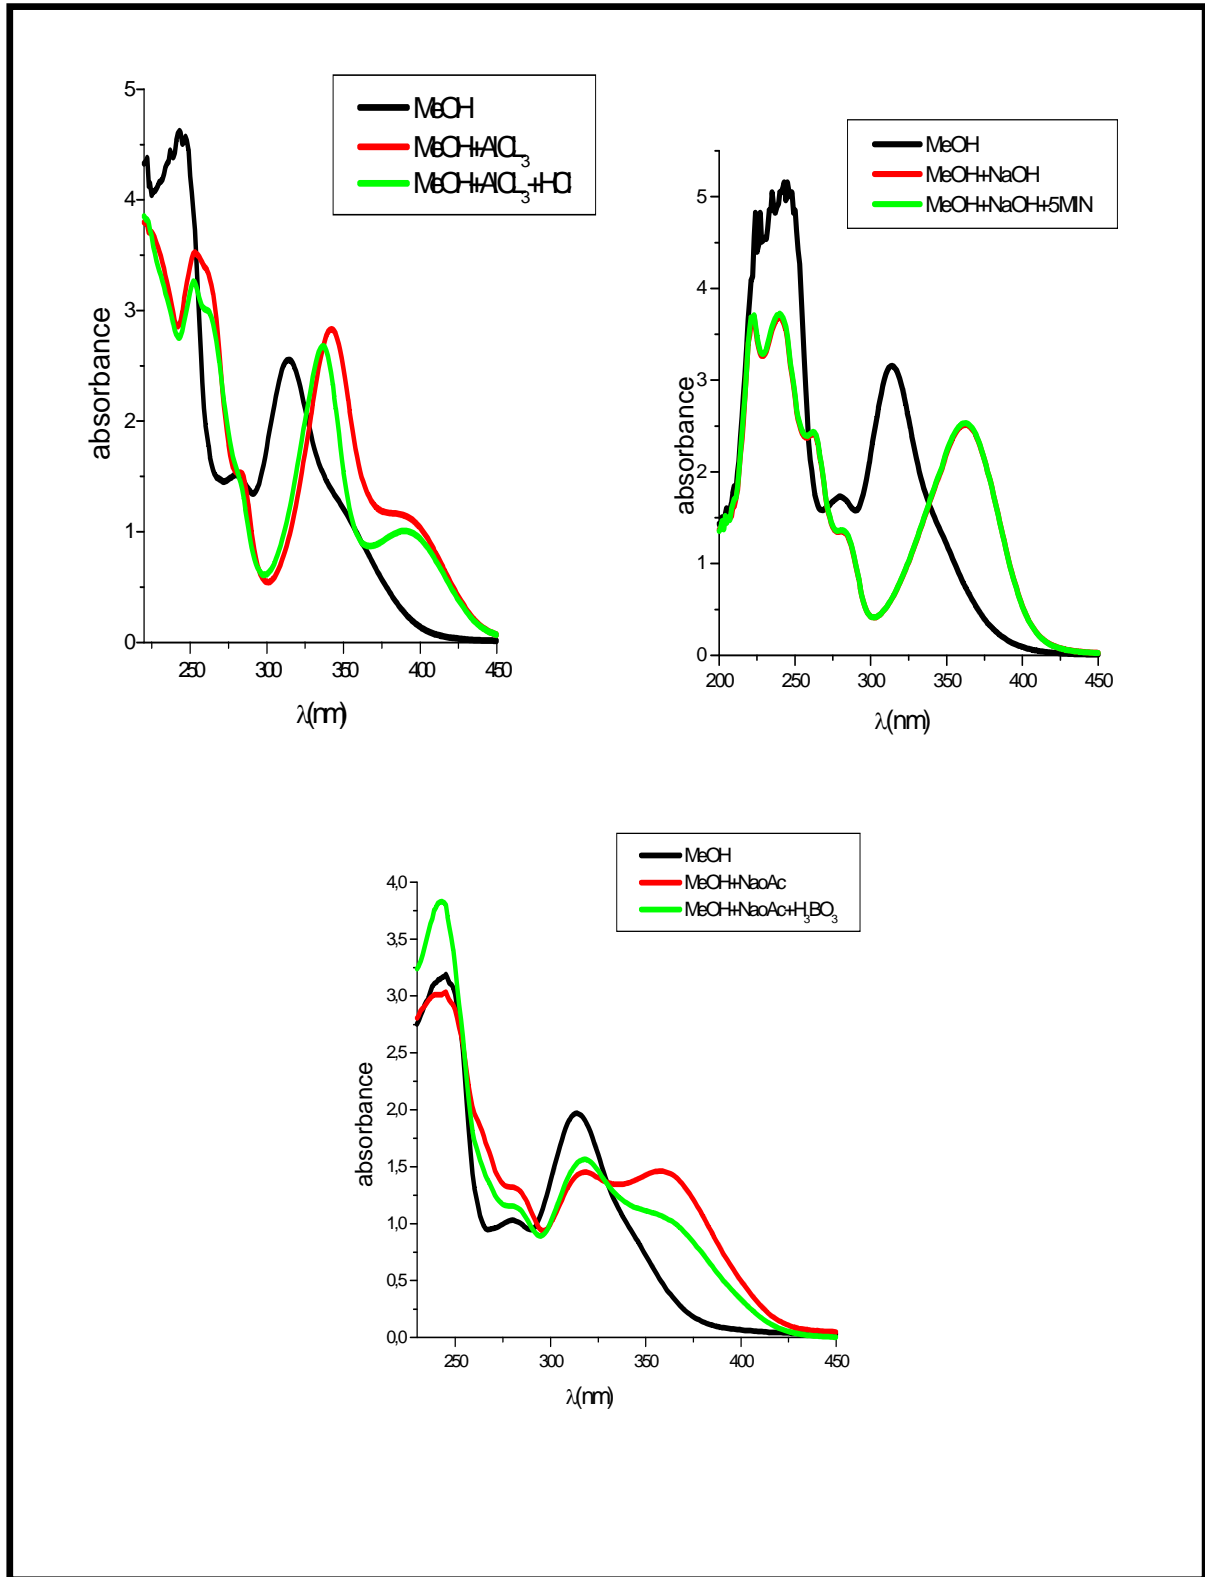 MeOH
MeOH+AlCL3
MeOH+AlCL3+HCl
5
4
3
2
1
0
250
300
350
400
450
absorbance
λ(nm)
MeOH
MeOH+NaOH
MeOH+NaOH+5MIN
5
4
3
2
1
0
200
250
300
350
400
450
absorbance
λ(nm)
MeOH
MeOH+NaoAc
MeOH+NaoAc+H3BO3
4,0
3,5
3,0
2,5
2,0
1,5
1,0
0,5
0,0
250
300
350
400
450
absorbance
λ(nm)